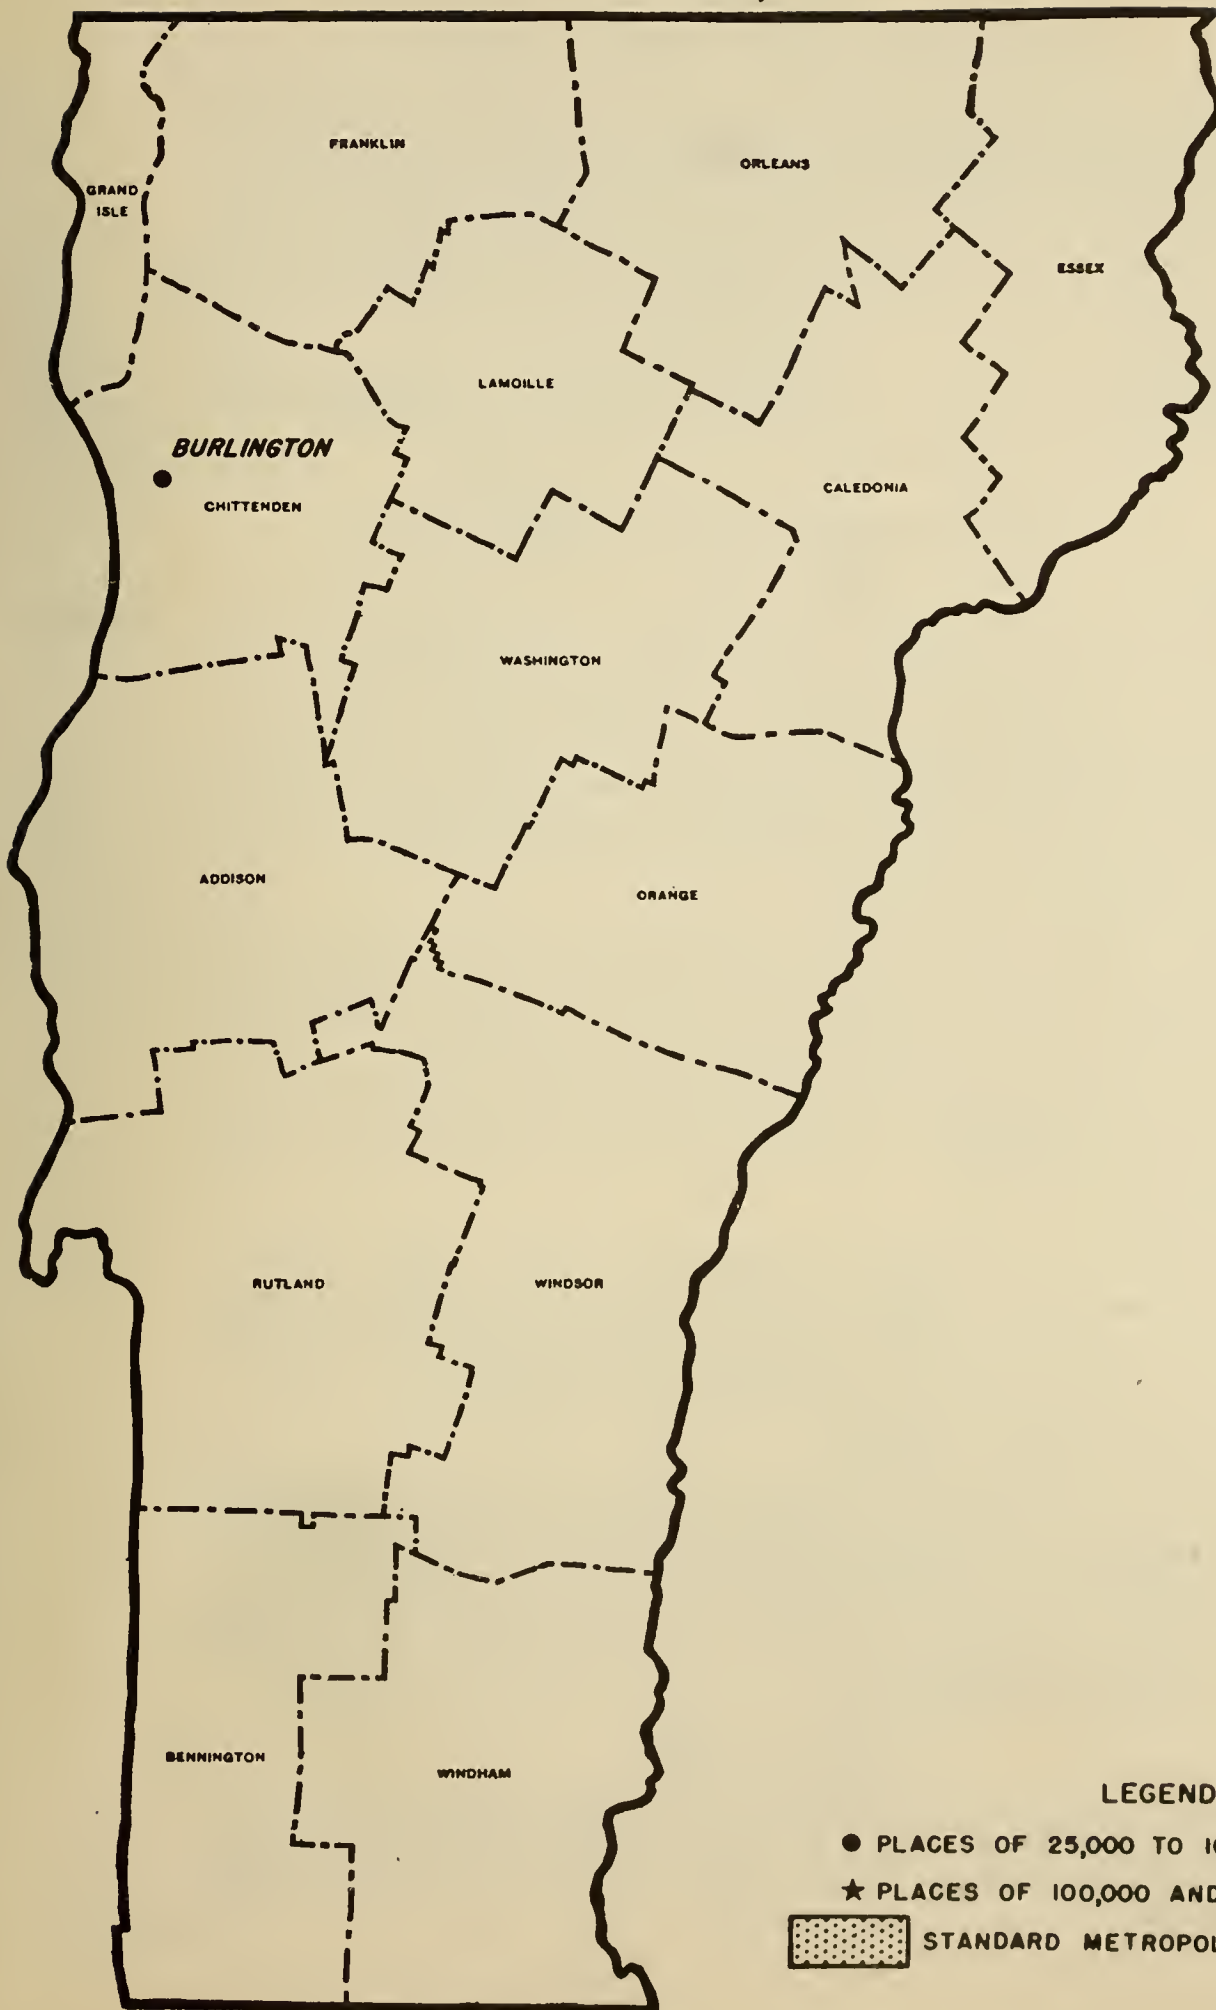 FRANKLIN
ORLEANS
GRAND
ISLE
ESSEX
LAMOILLE
BURLINGTON
CALEDONIA
CHITTENDEN
WASHINGTON
ADDISON
ORANGE
RUTLAND
WINDSOR
BENNINGTON
WINDHAM
LEGEND
● PLACES OF 25,000 TO
★ PLACES OF 100,000 AND
STANDARD